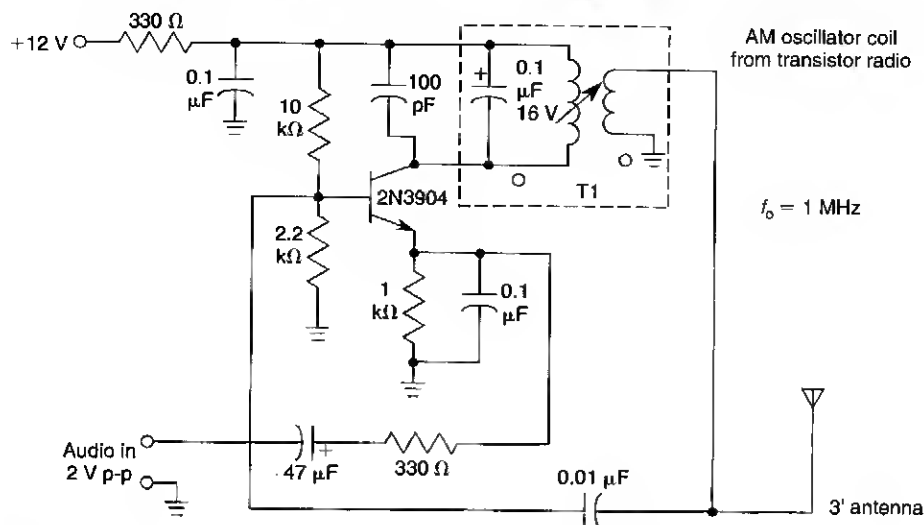 330 Ω
+12 V
0.1
μF
10
kΩ
100
pF
+
0.1
μF
16 V
T1
AM oscillator coil
from transistor radio
2N3904
fo = 1 MHz
2.2
kΩ
1
kΩ
0.1
μF
Audio in
2 V p-p
+
.47 μF
330 Ω
0.01 μF
3' antenna